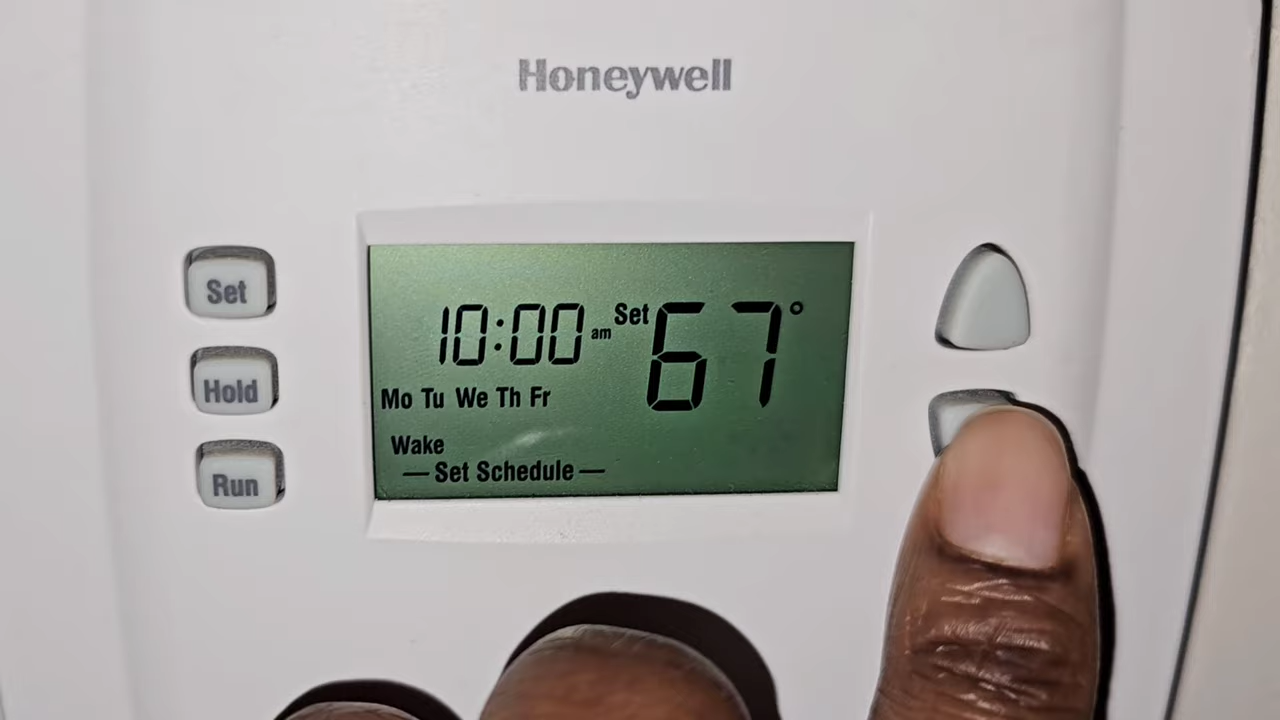 Honeywell
Set
Hold
Run
10:00 am Set 67°
Mo Tu We Th Fr
Wake
— Set Schedule —